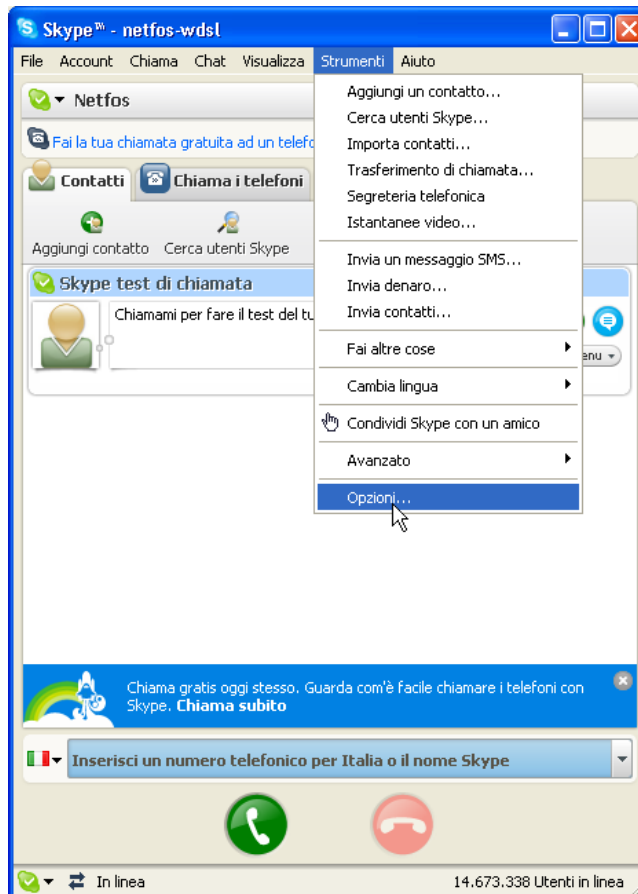 Skype™ - netfos-wdsl
File Account Chiama Chat Visualizza Strumenti Aiuto
Netfos
Fai la tua chiamata gratuita ad un telefo
Contatti Chiama i telefoni
Aggiungi contatto Cerca utenti Skype
Skype test di chiamata
Chiamami per fare il test del tu
enu
Aggiungi un contatto...
Cerca utenti Skype...
Importa contatti...
Trasferimento di chiamata...
Segreteria telefonica
Istantanee video...
Invia un messaggio SMS...
Invia denaro...
Invia contatti...
Fai altre cose
Cambia lingua
Condividi Skype con un amico
Avanzato
Opzioni...
Chiama gratis oggi stesso. Guarda com'è facile chiamare i telefoni con
Skype. Chiama subito
Inserisci un numero telefonico per Italia o il nome Skype
In linea 14.673.338 Utenti in linea